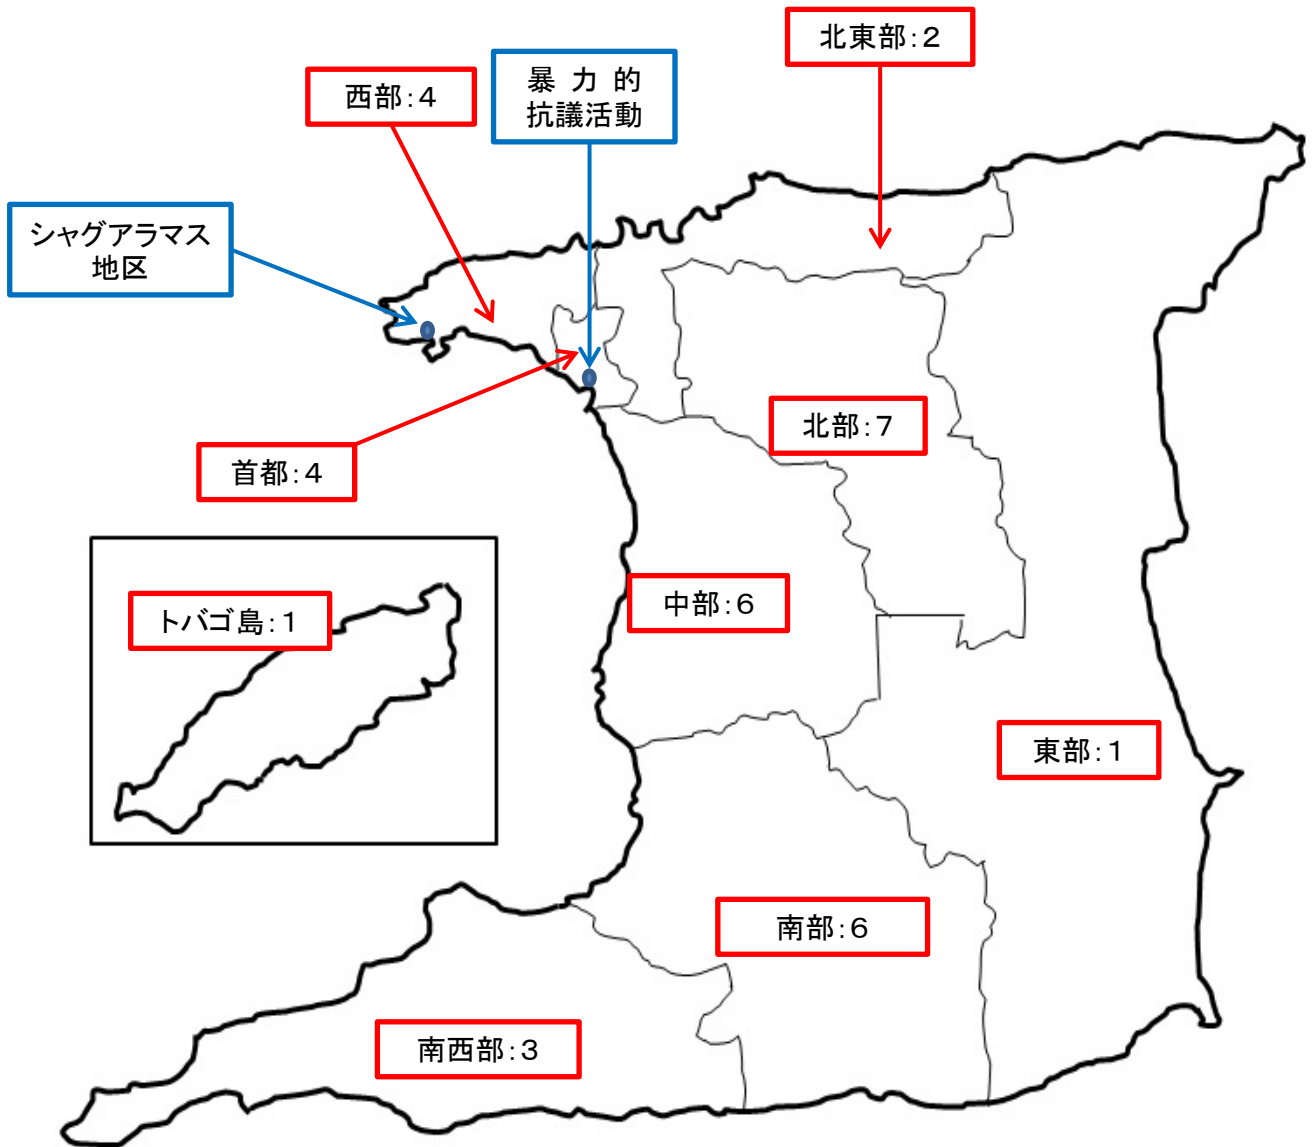 北東部：２
暴 力 的
抗議活動
西部：４
シャグアラマス
地区
北部：７
首都：４
中部：６
トバゴ島：１
東部：１
南部：６
南西部：３